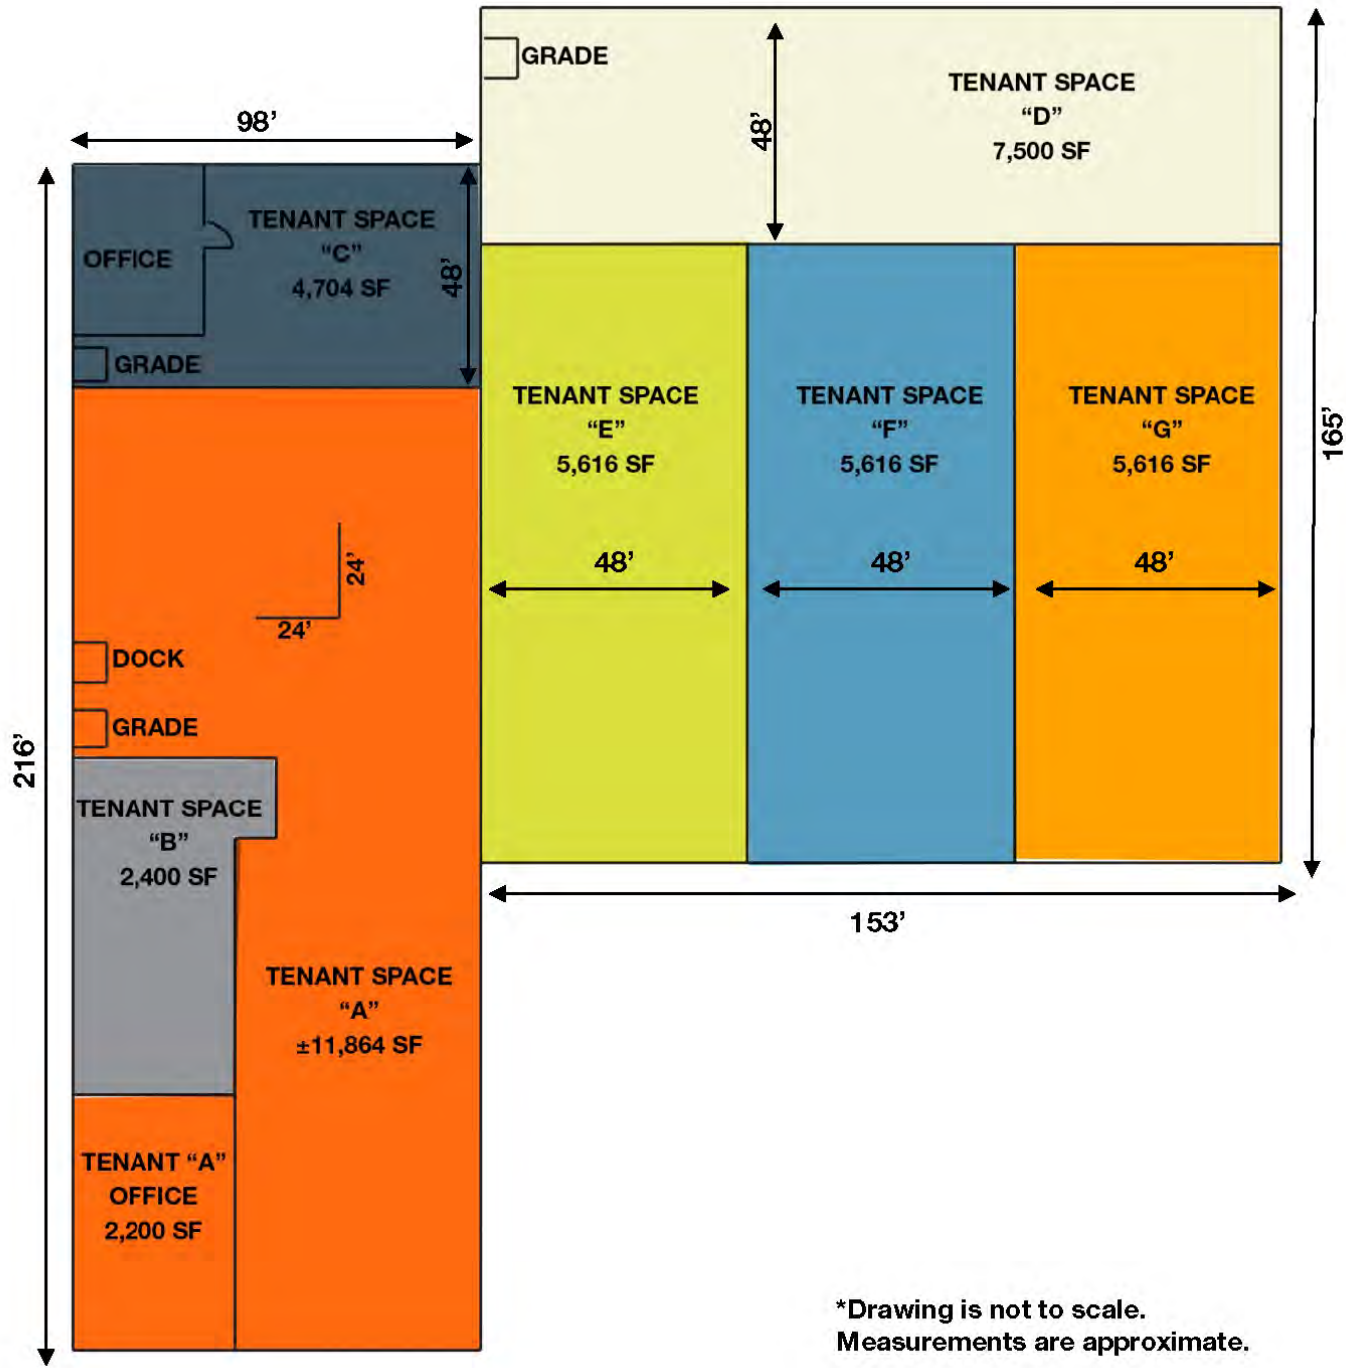 GRADE
TENANT SPACE
“D”
7,500 SF
48’
98’
TENANT SPACE
“C”
4,704 SF
OFFICE
48’
GRADE
216’
TENANT SPACE
“E”
5,616 SF
48’
TENANT SPACE
“F”
5,616 SF
48’
TENANT SPACE
“G”
5,616 SF
48’
165’
153’
24’
24’
DOCK
GRADE
TENANT SPACE
“B”
2,400 SF
TENANT SPACE
“A”
±11,864 SF
TENANT “A”
OFFICE
2,200 SF
*Drawing is not to scale.
Measurements are approximate.